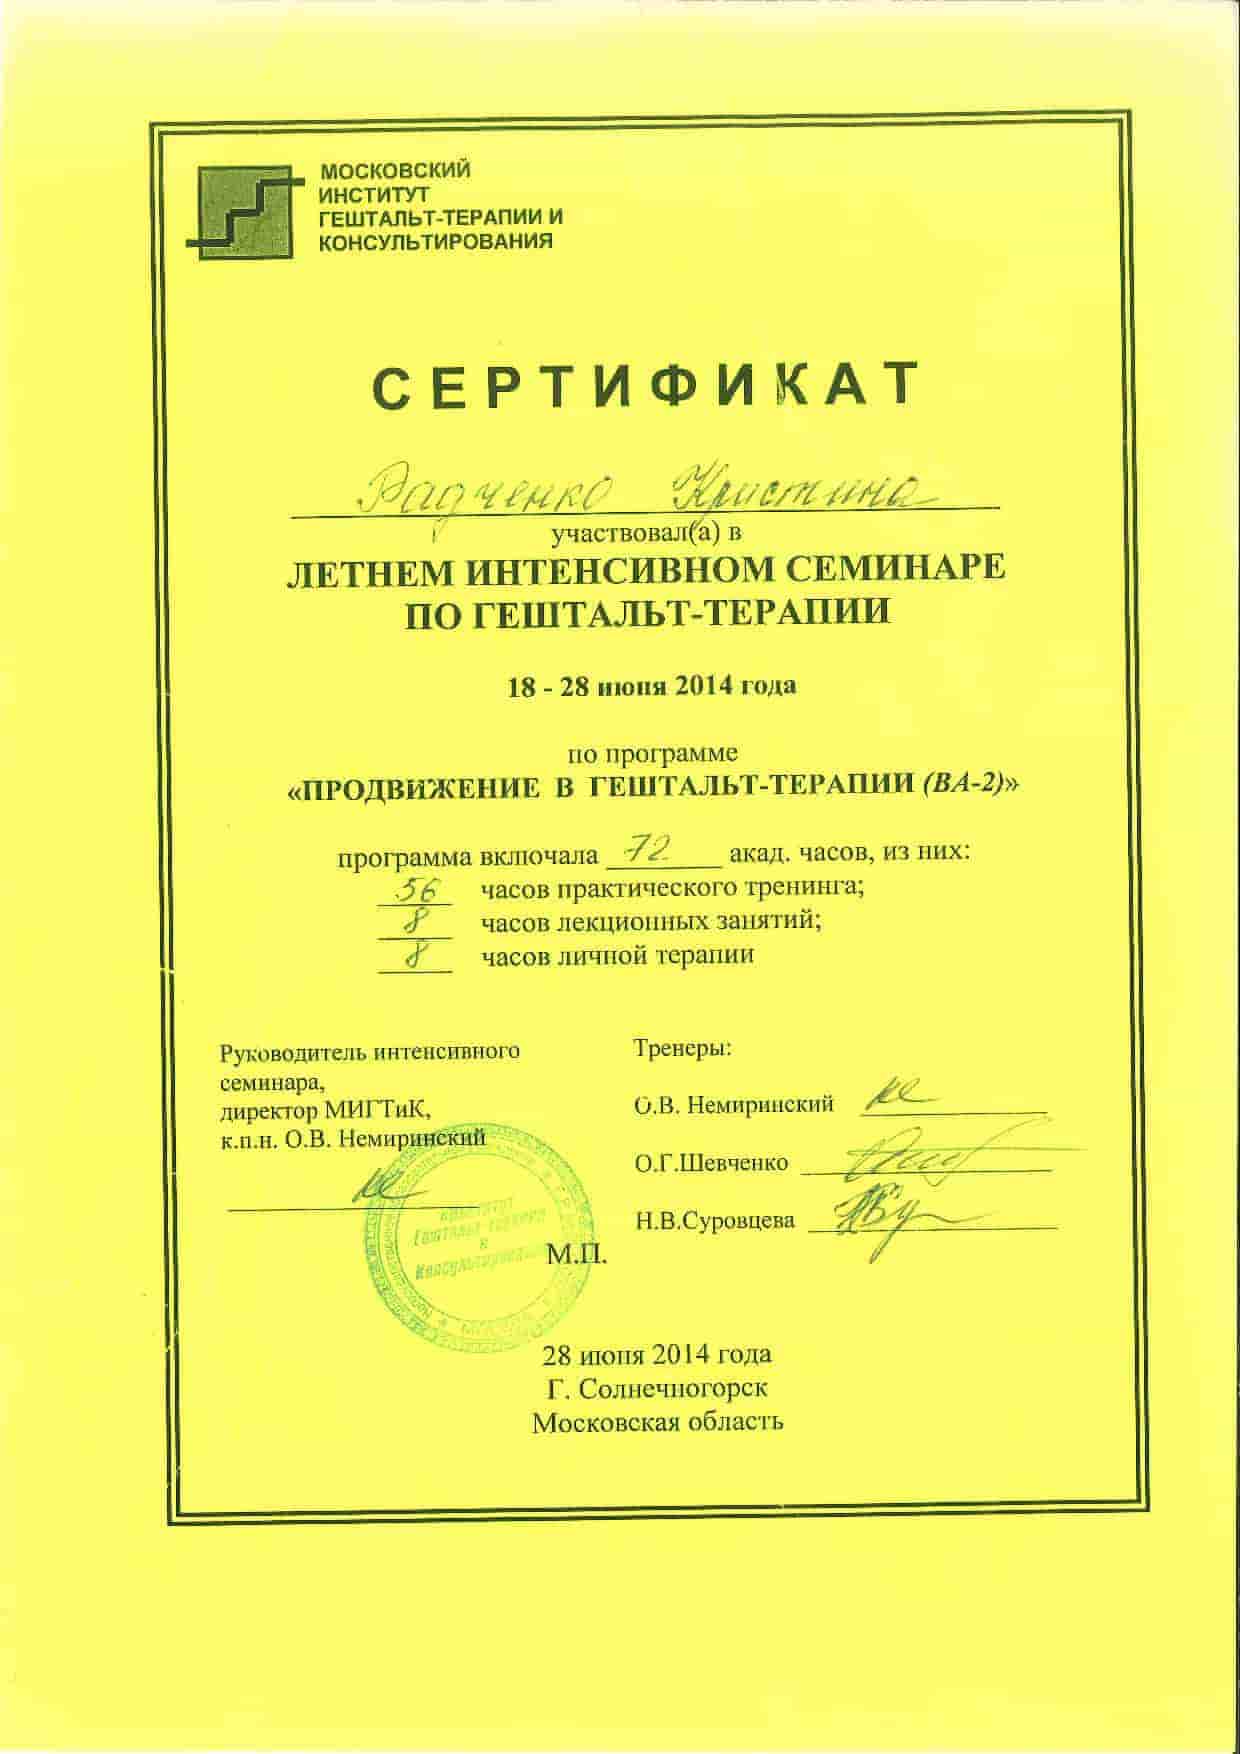 МОСКОВСКИЙ
ИНСТИТУТ
ГЕШТАЛЬТ-ТЕРАПИИ И
КОНСУЛЬТИРОВАНИЯ
СЕРТИФИКАТ
Радченко Кристина
участвовал(а) в
ЛЕТНЕМ ИНТЕНСИВНОМ СЕМИНАРЕ
ПО ГЕШТАЛЬТ-ТЕРАПИИ
18 - 28 июня 2014 года
по программе
«ПРОДВИЖЕНИЕ В ГЕШТАЛЬТ-ТЕРАПИИ (ВА-2)»
программа включала 72 акад. часов, из них:
56 часов практического тренинга;
8 часов лекционных занятий;
8 часов личной терапии
Руководитель интенсивного
семинара,
директор МИГТиК,
к.п.н. О.В. Немиринский
Тренеры:
О.В. Немиринский
О.Г.Шевченко
Н.В.Суровцева
Институт
Гештальт терапии
и
Консультирования
М.П.
28 июня 2014 года
Г. Солнечногорск
Московская область